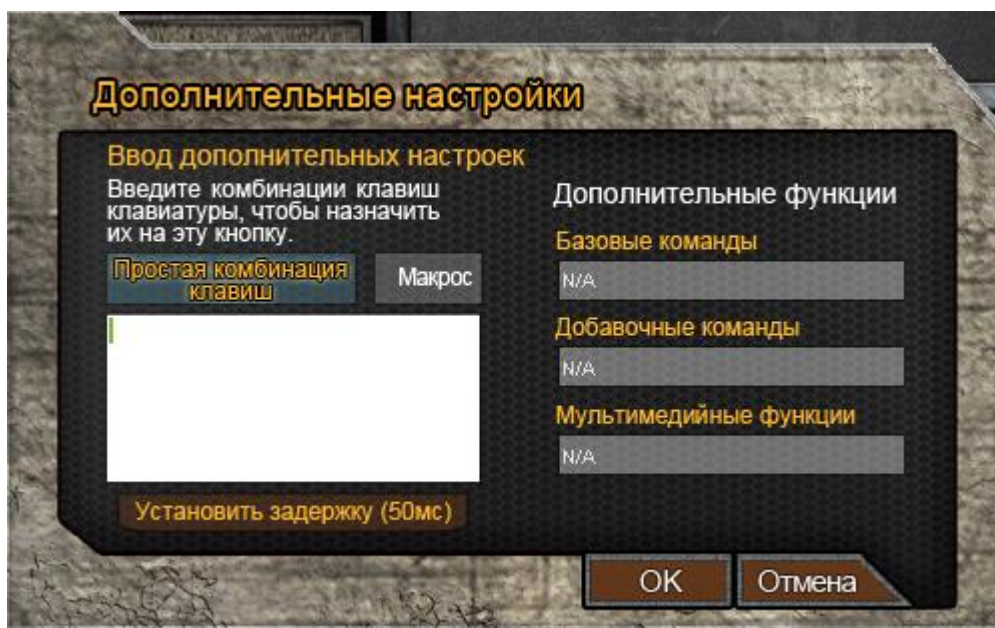 Дополнительные настройки
Ввод дополнительных настроек
Введите комбинации клавиш
клавиатуры, чтобы назначить
их на эту кнопку.
Простая комбинация
клавиш
Макрос
Установить задержку (50мс)
Дополнительные функции
Базовые команды
N/A
Добавочные команды
N/A
Мультимедийные функции
N/A
OK
Отмена